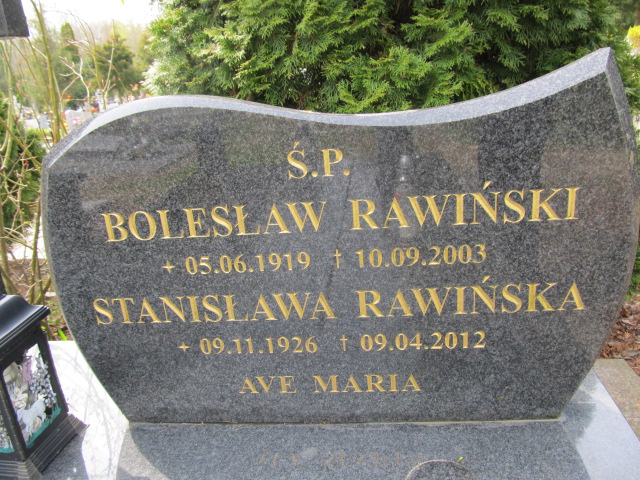 Ś.P.
BOLESŁAW RAWIŃSKI
+ 05.06.1919 † 10.09.2003
STANISŁAWA RAWIŃSKA
+ 09.11.1926 † 09.04.2012
AVE MARIA